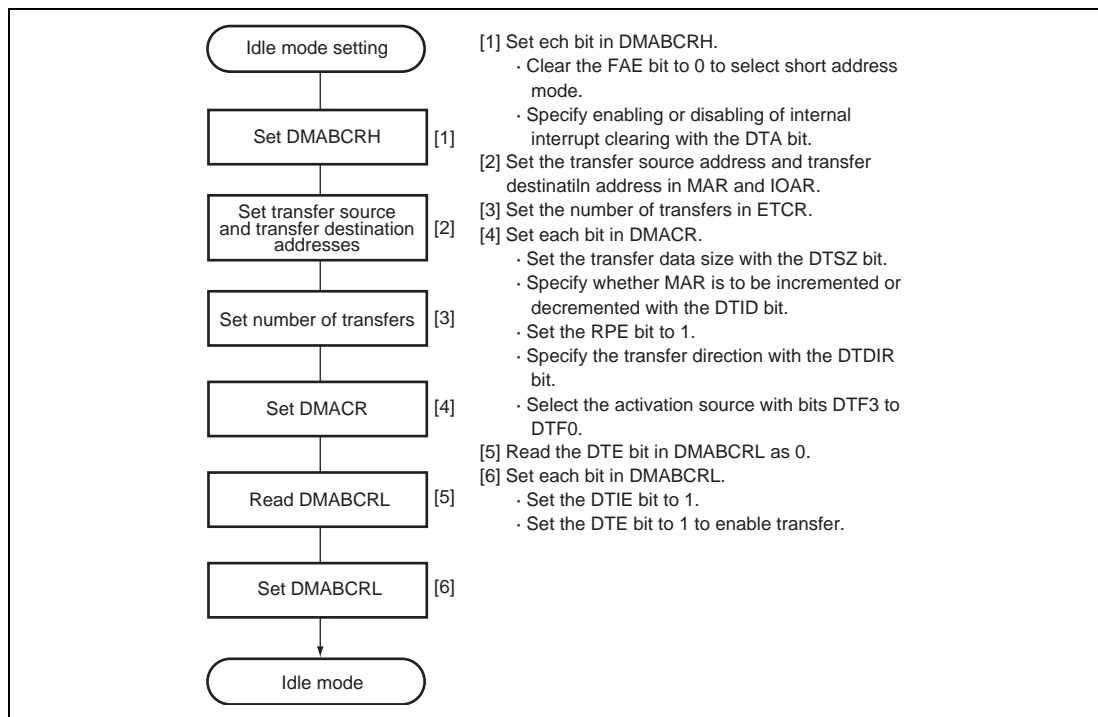 Idle mode setting
Set DMABCRH
[1]
Set transfer source
and transfer destination
addresses
[2]
Set number of transfers
[3]
Set DMACR
[4]
Read DMABCRL
[5]
Set DMABCRL
[6]
Idle mode
[1] Set ech bit in DMABCRH.
· Clear the FAE bit to 0 to select short address
mode.
· Specify enabling or disabling of internal
interrupt clearing with the DTA bit.
[2] Set the transfer source address and transfer
destinatiln address in MAR and IOAR.
[3] Set the number of transfers in ETCR.
[4] Set each bit in DMACR.
· Set the transfer data size with the DTSZ bit.
· Specify whether MAR is to be incremented or
decremented with the DTID bit.
· Set the RPE bit to 1.
· Specify the transfer direction with the DTDIR
bit.
· Select the activation source with bits DTF3 to
DTF0.
[5] Read the DTE bit in DMABCRL as 0.
[6] Set each bit in DMABCRL.
· Set the DTIE bit to 1.
· Set the DTE bit to 1 to enable transfer.